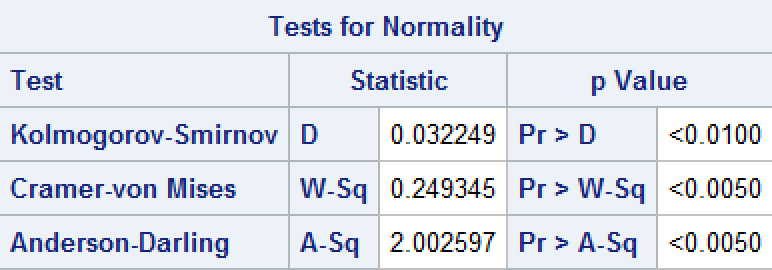 Tests for Normality
Test Statistic p Value
Kolmogorov-Smirnov D 0.032249 Pr > D <0.0100
Cramer-von Mises W-Sq 0.249345 Pr > W-Sq <0.0050
Anderson-Darling A-Sq 2.002597 Pr > A-Sq <0.0050